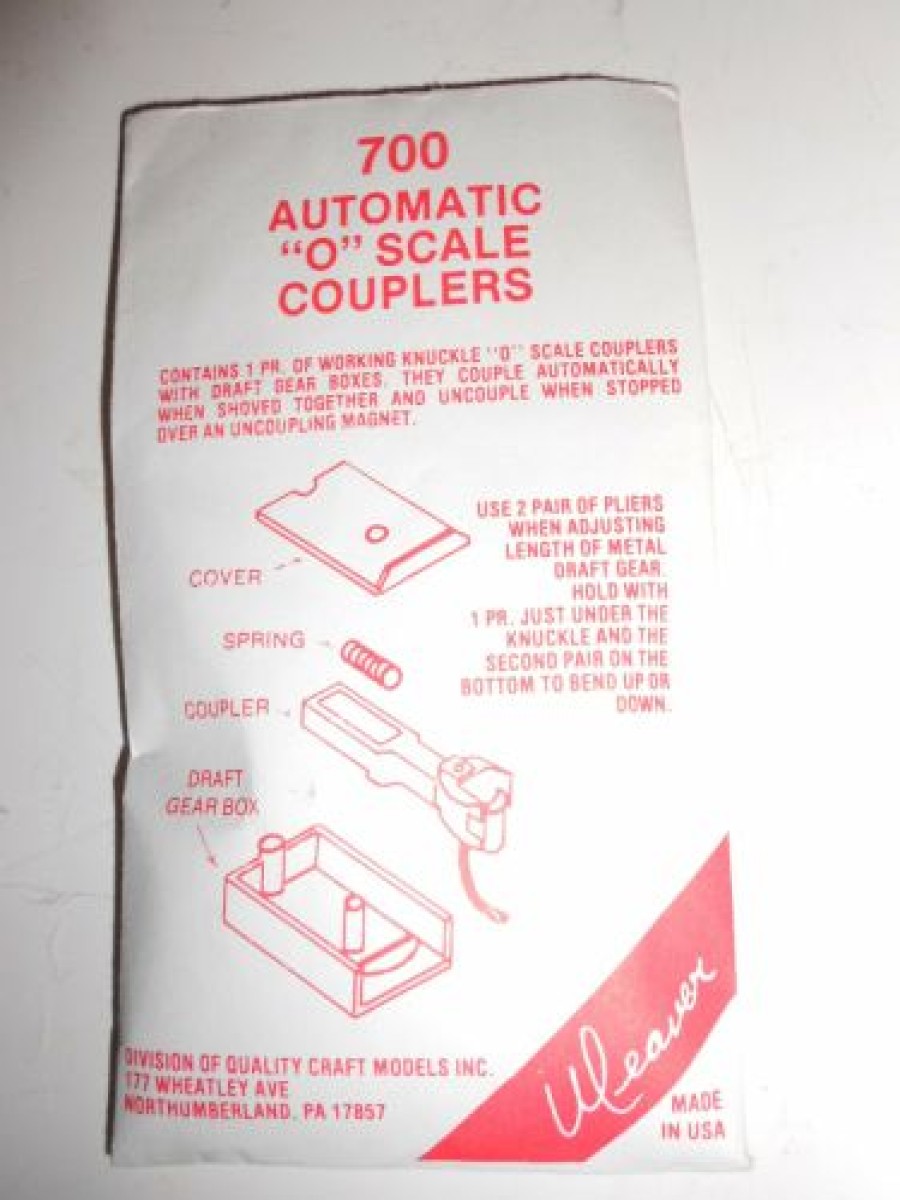 700
AUTOMATIC
"O" SCALE
COUPLERS
CONTAINS 1 PR. OF WORKING KNUCKLE "O" SCALE COUPLERS
WITH DRAFT GEAR BOXES. THEY COUPLE AUTOMATICALLY
WHEN SHOVED TOGETHER AND UNCOUPLE WHEN STOPPED
OVER AN UNCOUPLING MAGNET.
USE 2 PAIR OF PLIERS
WHEN ADJUSTING
LENGTH OF METAL
DRAFT GEAR.
HOLD WITH
1 PR. JUST UNDER THE
KNUCKLE AND THE
SECOND PAIR ON THE
BOTTOM TO BEND UP OR
DOWN.
COVER
SPRING
COUPLER
DRAFT
GEAR BOX
DIVISION OF QUALITY CRAFT MODELS INC.
177 WHEATLEY AVE
NORTHUMBERLAND, PA 17857
Weaver
MADE
IN USA